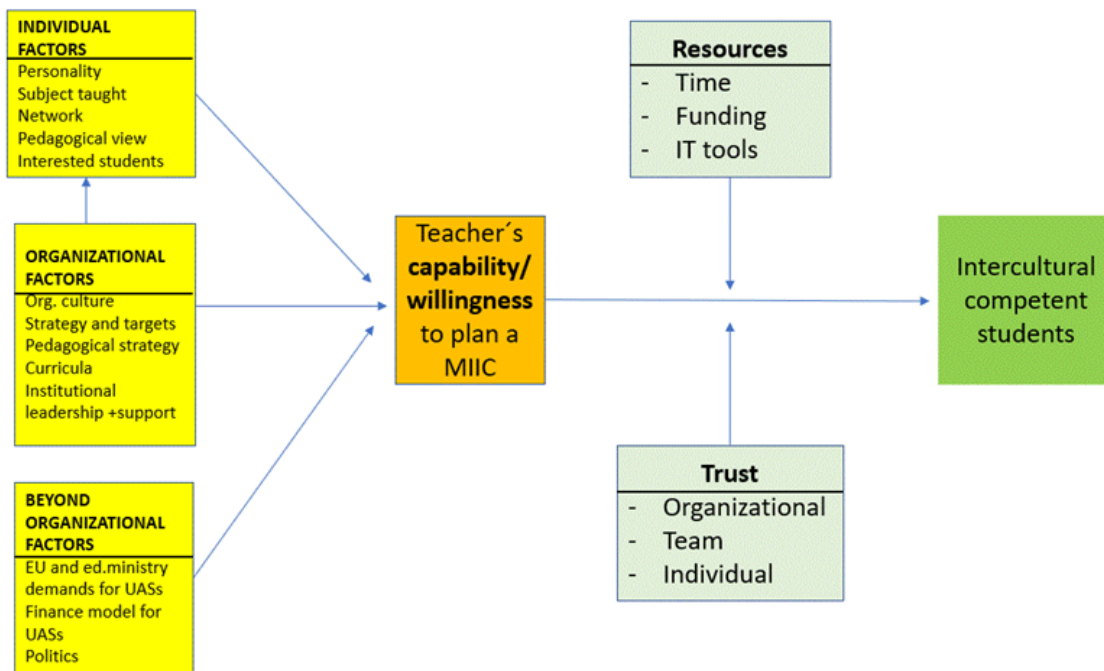 INDIVIDUAL
FACTORS
Personality
Subject taught
Network
Pedagogical view
Interested students
ORGANIZATIONAL
FACTORS
Org. culture
Strategy and targets
Pedagogical strategy
Curricula
Institutional
leadership +support
BEYOND
ORGANIZATIONAL
FACTORS
EU and ed.ministry
demands for UASs
Finance model for
UASs
Politics
Teacher´s
capability/
willingness
to plan a
MIIC
Resources
- Time
- Funding
- IT tools
Trust
- Organizational
- Team
- Individual
Intercultural
competent
students